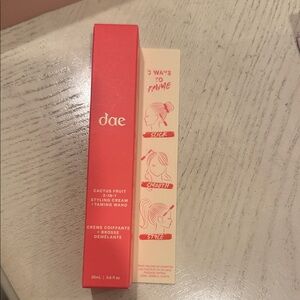 dae
CACTUS FRUIT
3-IN-1
STYLING CREAM
+ TAMING WAND
CRÈME COIFFANTE
+ BROSSE
DÉMÊLANTE
3 WAYS
TO
SLICK
SMOOTH
STYLE